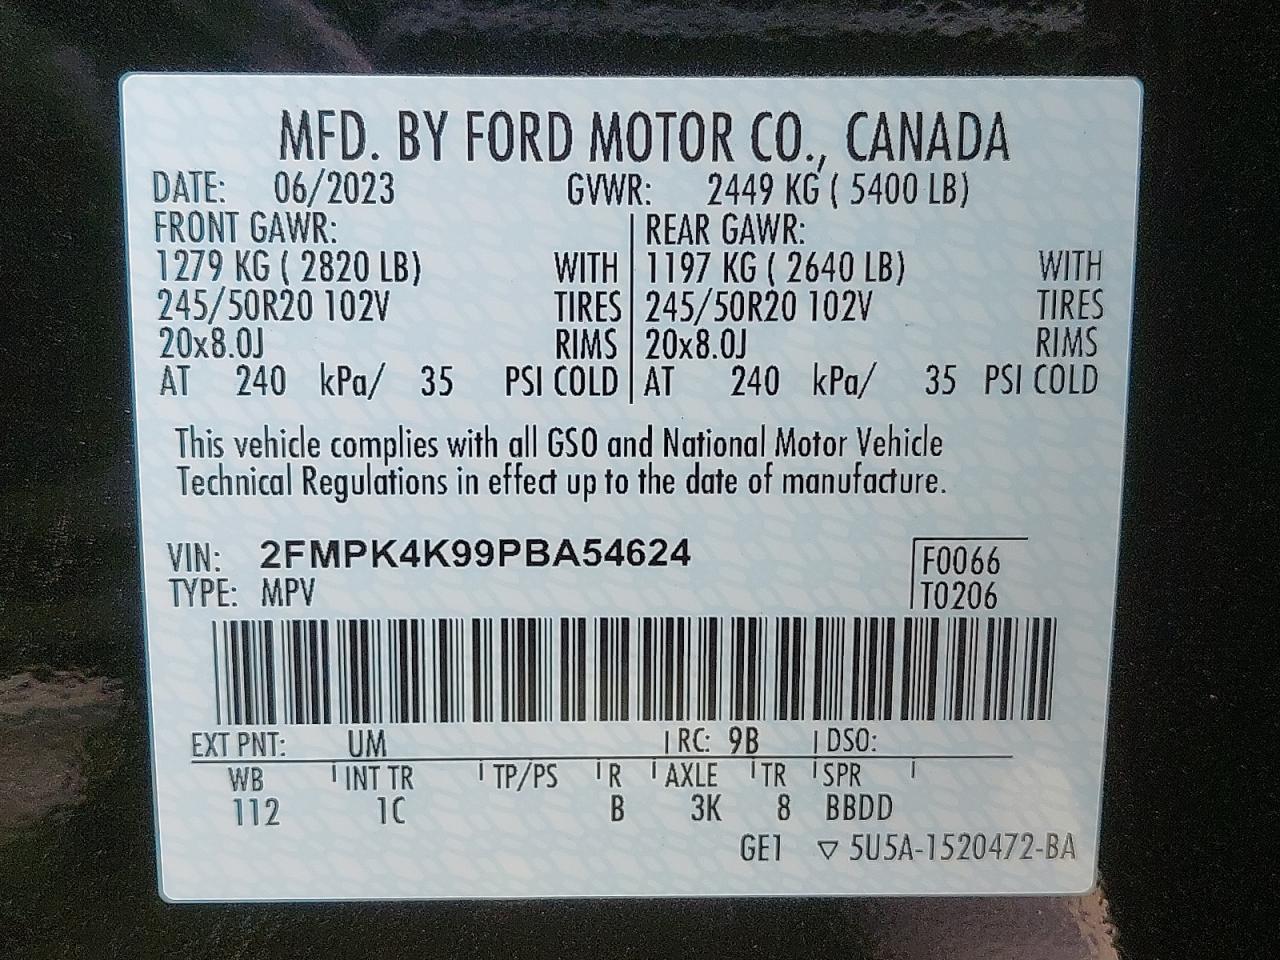 MFD. BY FORD MOTOR CO., CANADA
DATE: 06/2023 GVWR: 2449 KG ( 5400 LB)
FRONT GAWR: REAR GAWR:
1279 KG ( 2820 LB) WITH 1197 KG ( 2640 LB) WITH
245/50R20 102V TIRES 245/50R20 102V TIRES
20x8.0J RIMS 20x8.0J RIMS
AT 240 kPa/ 35 PSI COLD AT 240 kPa/ 35 PSI COLD
This vehicle complies with all GSO and National Motor Vehicle
Technical Regulations in effect up to the date of manufacture.
VIN: 2FMPK4K99PBA54624 F0066
TYPE: MPV T0206
EXT PNT: UM RC: 9B DSO:
WB INT TR TP/PS R AXLE TR SPR
112 1C B 3K 8 BBDD
GE1 ▽ 5U5A-1520472-BA